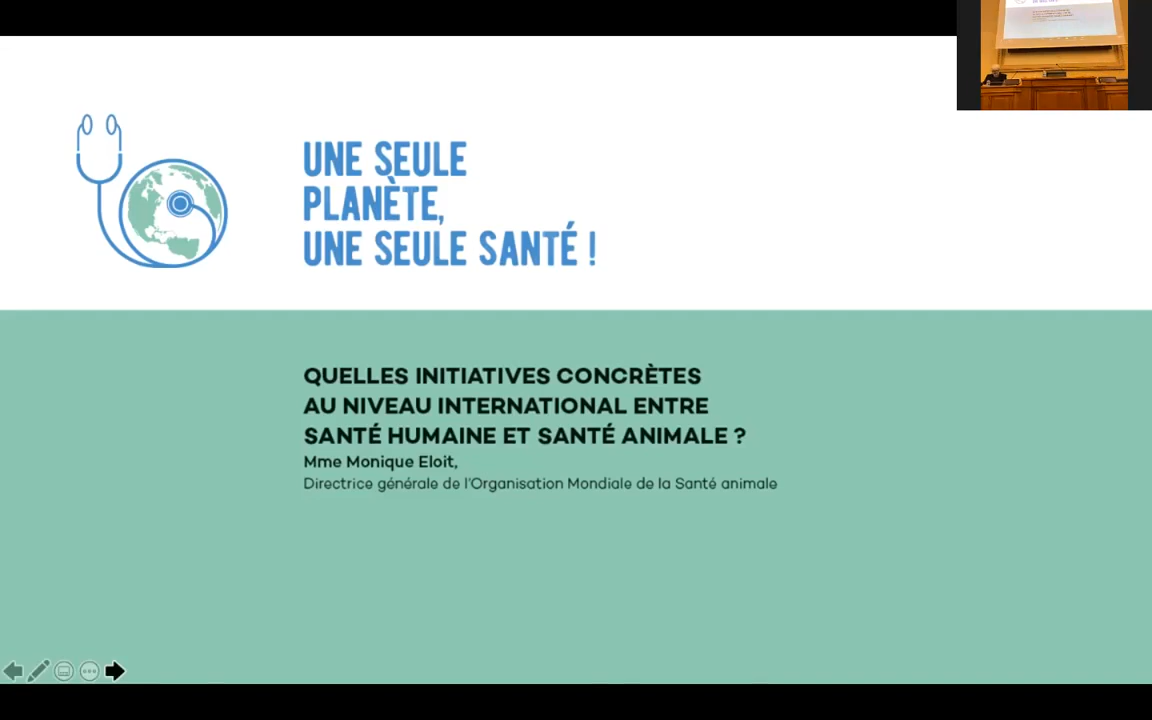 UNE SEULE
PLANÈTE,
UNE SEULE SANTÉ !
QUELLES INITIATIVES CONCRÈTES
AU NIVEAU INTERNATIONAL ENTRE
SANTÉ HUMAINE ET SANTÉ ANIMALE ?
Mme Monique Eloit,
Directrice générale de l'Organisation Mondiale de la Santé animale